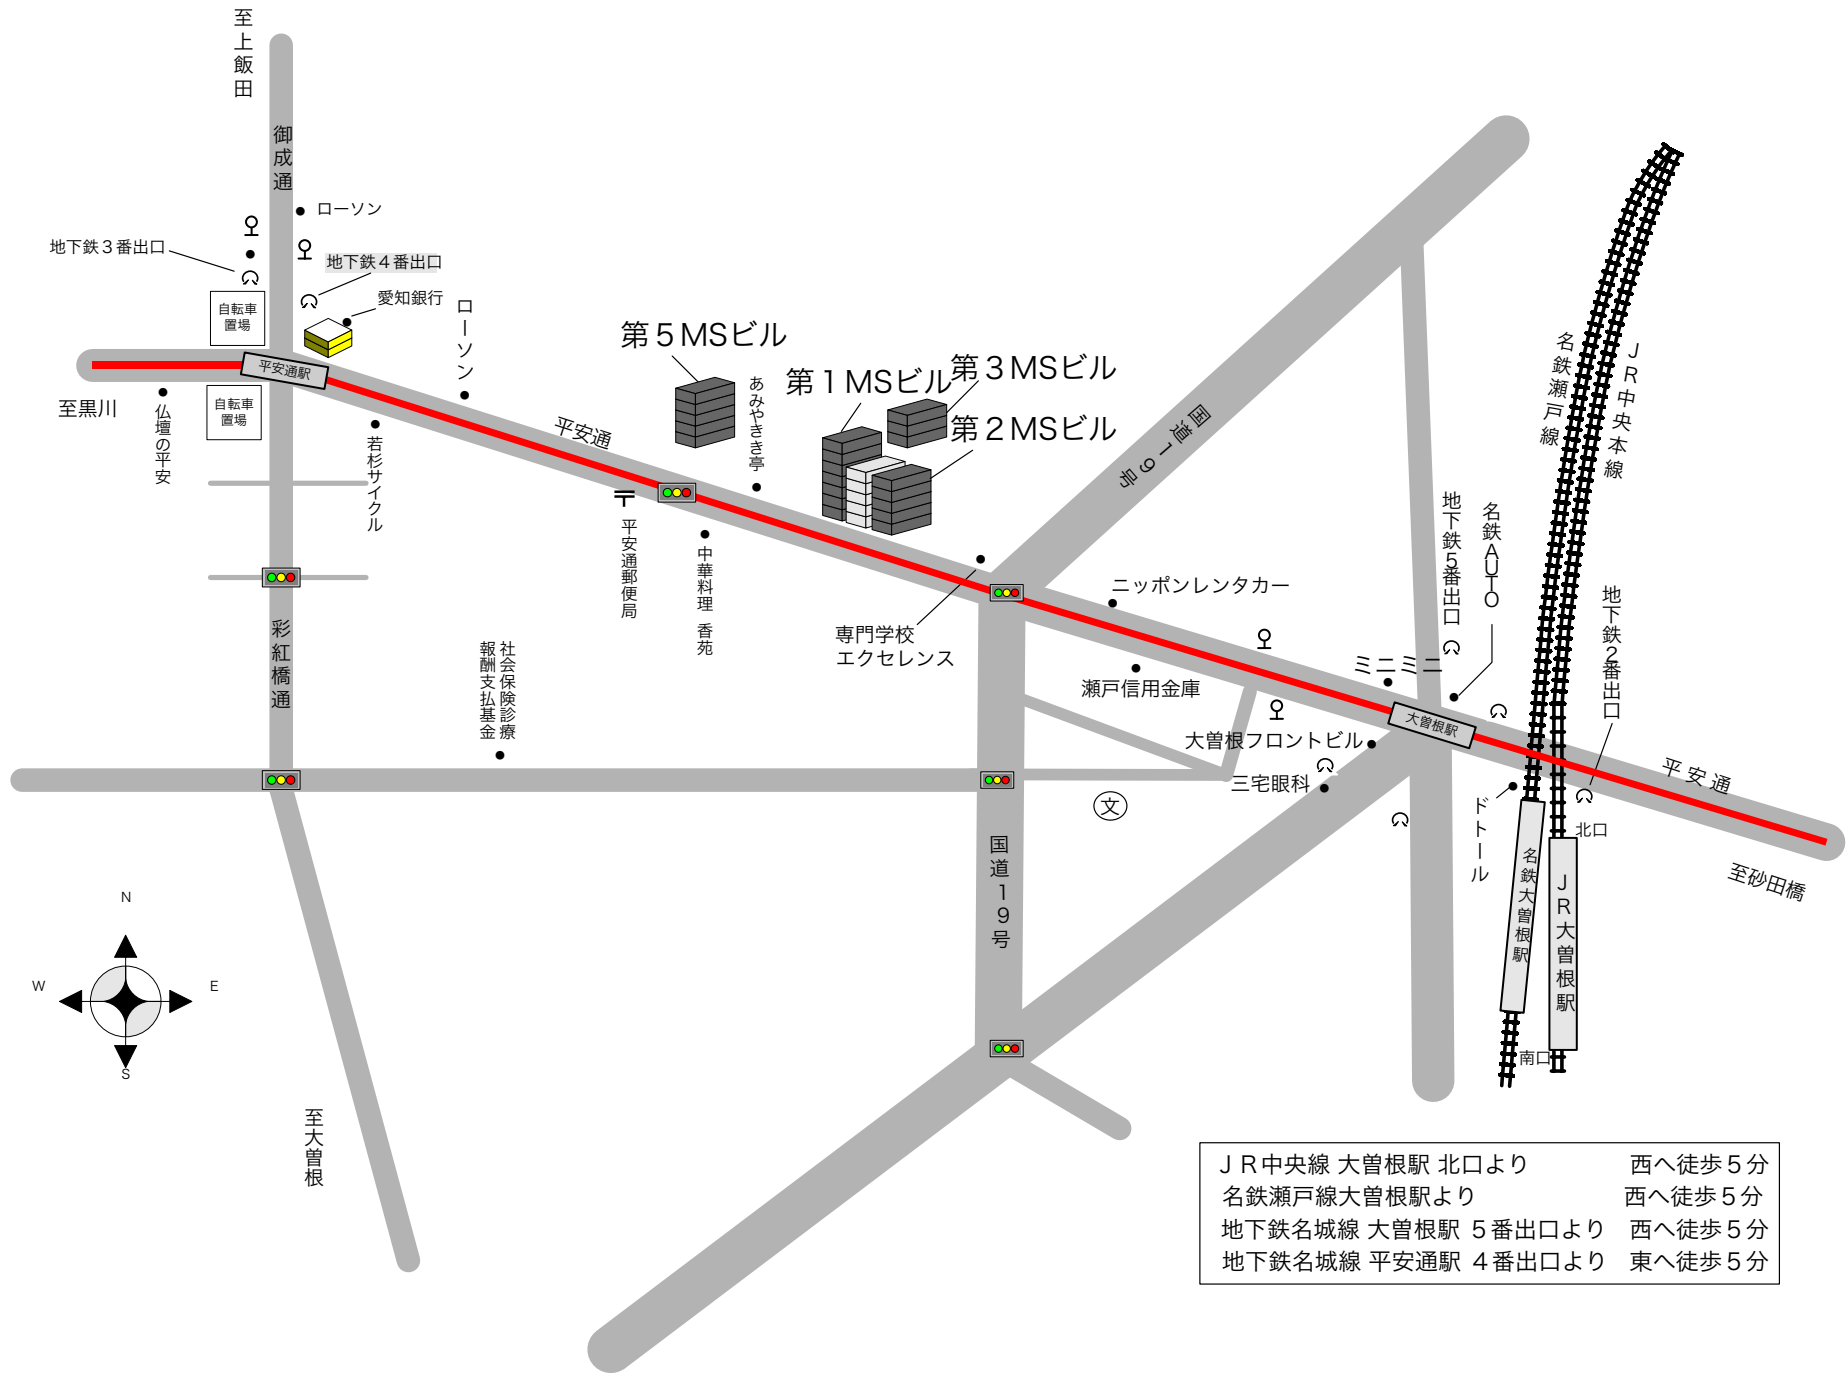 至上飯田
御成通
ローソン
地下鉄３番出口
地下鉄４番出口
愛知銀行
自転車
置場
平安通駅
自転車
置場
至黒川
仏壇の平安
若杉サイクル
ローソン
平安通
第５MSビル
あみやきき亭
第１MSビル
第３MSビル
第２MSビル
国道１９号
〒
平安通郵便局
中華料理 香苑
専門学校
エクセレンス
ニッポンレンタカー
瀬戸信用金庫
ミニミニ
地下鉄５番出口
名鉄AUTO
名鉄瀬戸線
ＪＲ中央本線
地下鉄２番出口
大曽根駅
大曽根フロントビル
三宅眼科
文
ドトール
北口
平安通
至砂田橋
名鉄大曽根駅
ＪＲ大曽根駅
南口
彩紅橋通
社会保険診療
報酬支払基金
国道１９号
至大曽根
N
W
E
S
ＪＲ中央線 大曽根駅 北口より 西へ徒歩５分
名鉄瀬戸線大曽根駅より 西へ徒歩５分
地下鉄名城線 大曽根駅 ５番出口より 西へ徒歩５分
地下鉄名城線 平安通駅 ４番出口より 東へ徒歩５分